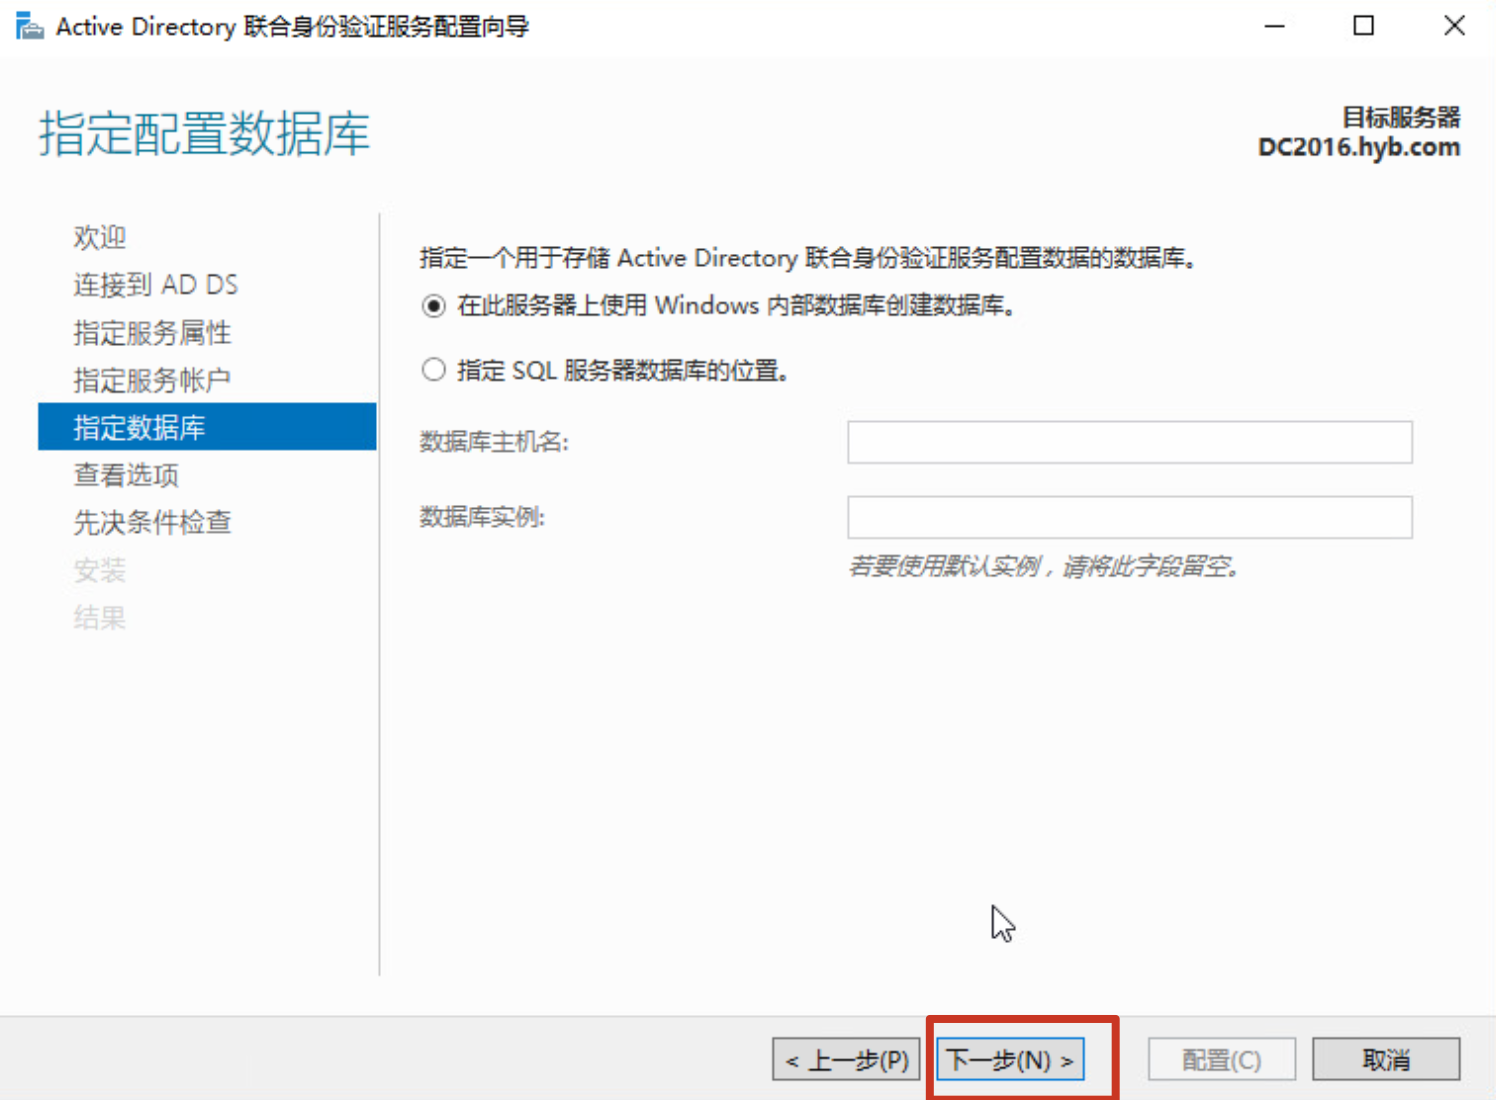 Active Directory 联合身份验证服务配置向导
指定配置数据库
目标服务器
DC2016.hyb.com
欢迎
连接到 AD DS
指定服务属性
指定服务帐户
指定数据库
查看选项
先决条件检查
安装
结果
指定一个用于存储 Active Directory 联合身份验证服务配置数据的数据库。
在此服务器上使用 Windows 内部数据库创建数据库。
指定 SQL 服务器数据库的位置。
数据库主机名:
数据库实例:
若要使用默认实例，请将此字段留空。
< 上一步(P)
下一步(N) >
配置(C)
取消